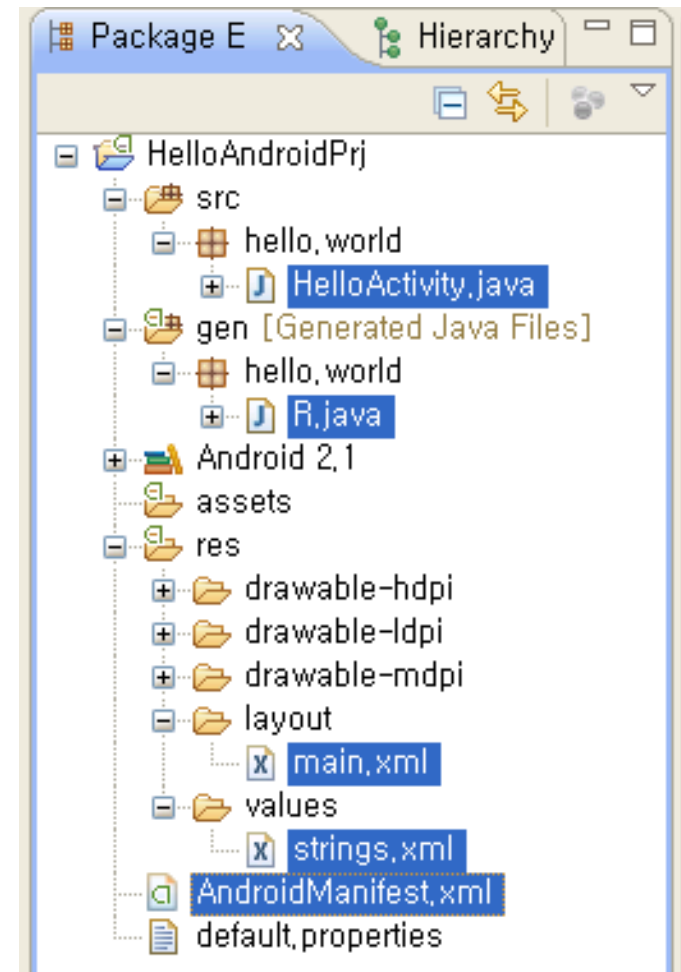 Package E Hierarchy
HelloAndroidPrj
src
hello.world
HelloActivity.java
gen [Generated Java Files]
hello.world
R.java
Android 2.1
assets
res
drawable-hdpi
drawable-ldpi
drawable-mdpi
layout
main.xml
values
strings.xml
AndroidManifest.xml
default.properties